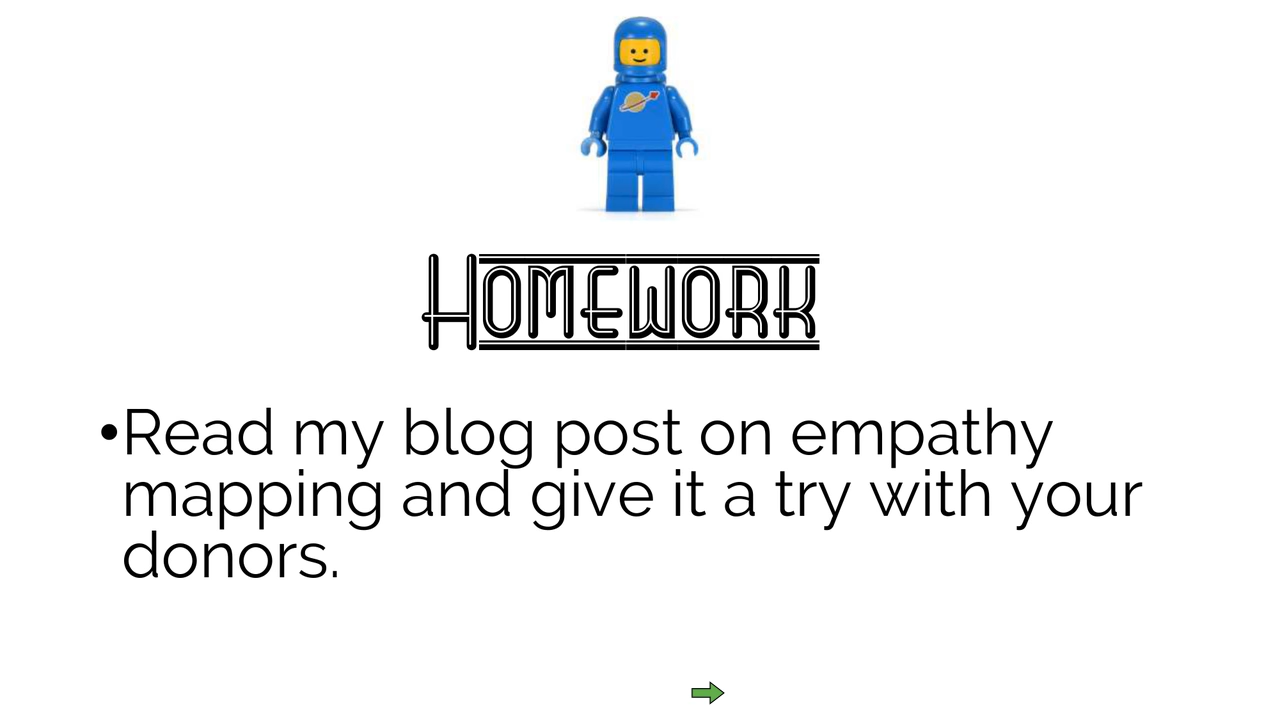 Homework
•Read my blog post on empathy
mapping and give it a try with your
donors.